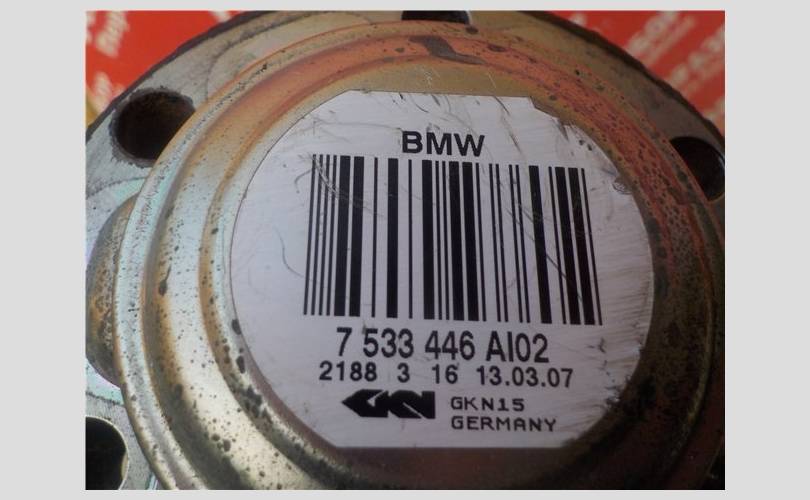 BMW
7 533 446 AI02
2188 3 16 13.03.07
GKN GKN15
GERMANY